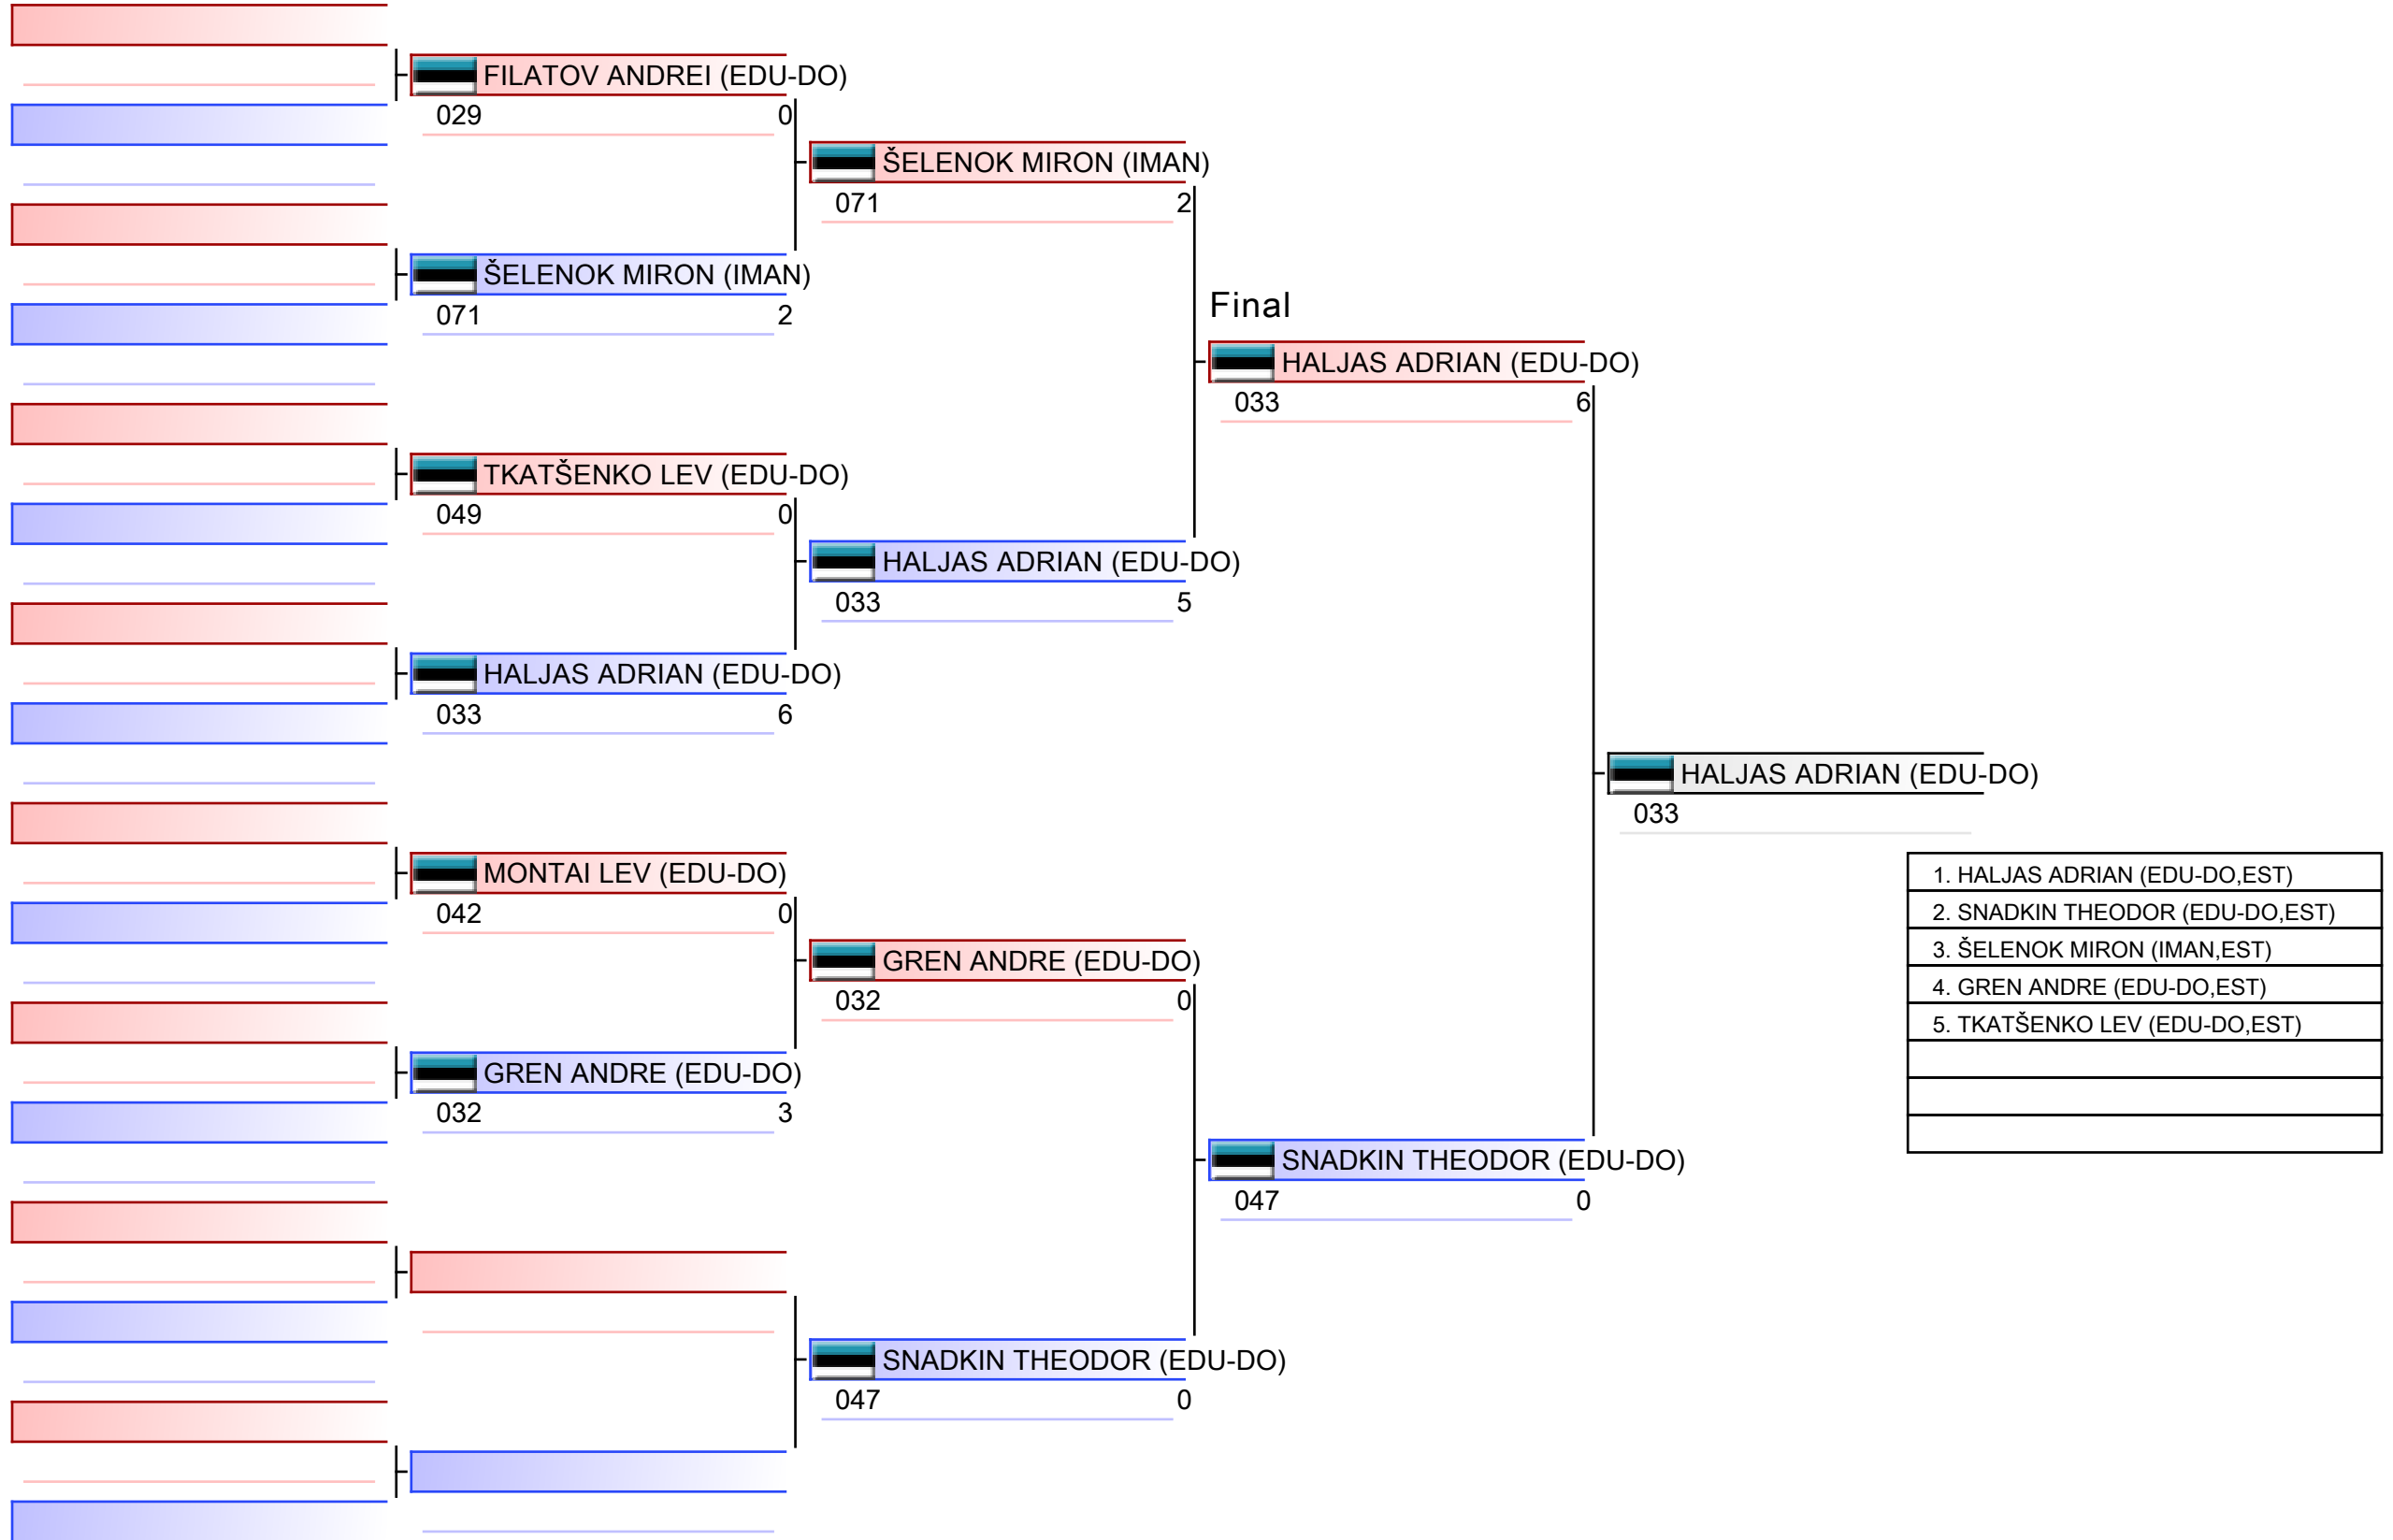 FILATOV ANDREI (EDU-DO)
029 0
ŠELENOK MIRON (IMAN)
071 2
TKATŠENKO LEV (EDU-DO)
049 0
HALJAS ADRIAN (EDU-DO)
033 6
MONTAI LEV (EDU-DO)
042 0
GREN ANDRE (EDU-DO)
032 3
ŠELENOK MIRON (IMAN)
071 2
HALJAS ADRIAN (EDU-DO)
033 5
GREN ANDRE (EDU-DO)
032 0
SNADKIN THEODOR (EDU-DO)
047 0
Final
HALJAS ADRIAN (EDU-DO)
033 6
SNADKIN THEODOR (EDU-DO)
047 0
HALJAS ADRIAN (EDU-DO)
033
1. HALJAS ADRIAN (EDU-DO,EST)
2. SNADKIN THEODOR (EDU-DO,EST)
3. ŠELENOK MIRON (IMAN,EST)
4. GREN ANDRE (EDU-DO,EST)
5. TKATŠENKO LEV (EDU-DO,EST)